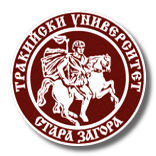 ТРАКИЙСКИ УНИВЕРСИТЕТ
СТАРА ЗАГОРА